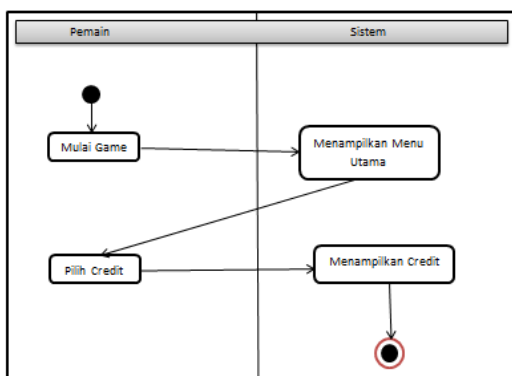 Pemain
Sistem
Mulai Game
Menampilkan Menu
Utama
Pilih Credit
Menampilkan Credit